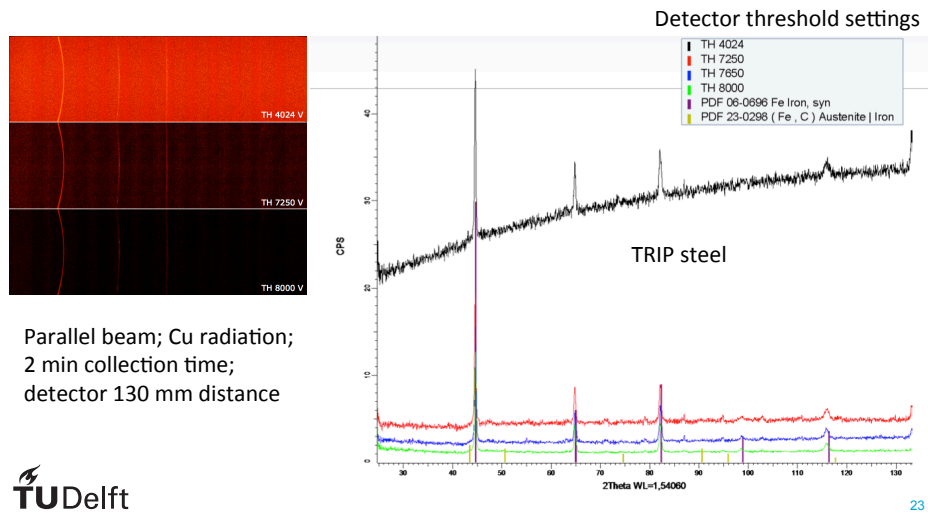 Detector threshold settings
TH 4024 V
TH 7250 V
TH 8000 V
TH 4024
TH 7250
TH 7650
TH 8000
PDF 06-0696 Fe Iron, syn
PDF 23-0298 ( Fe , C ) Austenite | Iron
CPS
40
30
20
10
0
TRIP steel
30 40 50 60 70 80 90 100 110 120 130
2Theta WL=1,54060
Parallel beam; Cu radiation;
2 min collection time;
detector 130 mm distance
TUDelft
23